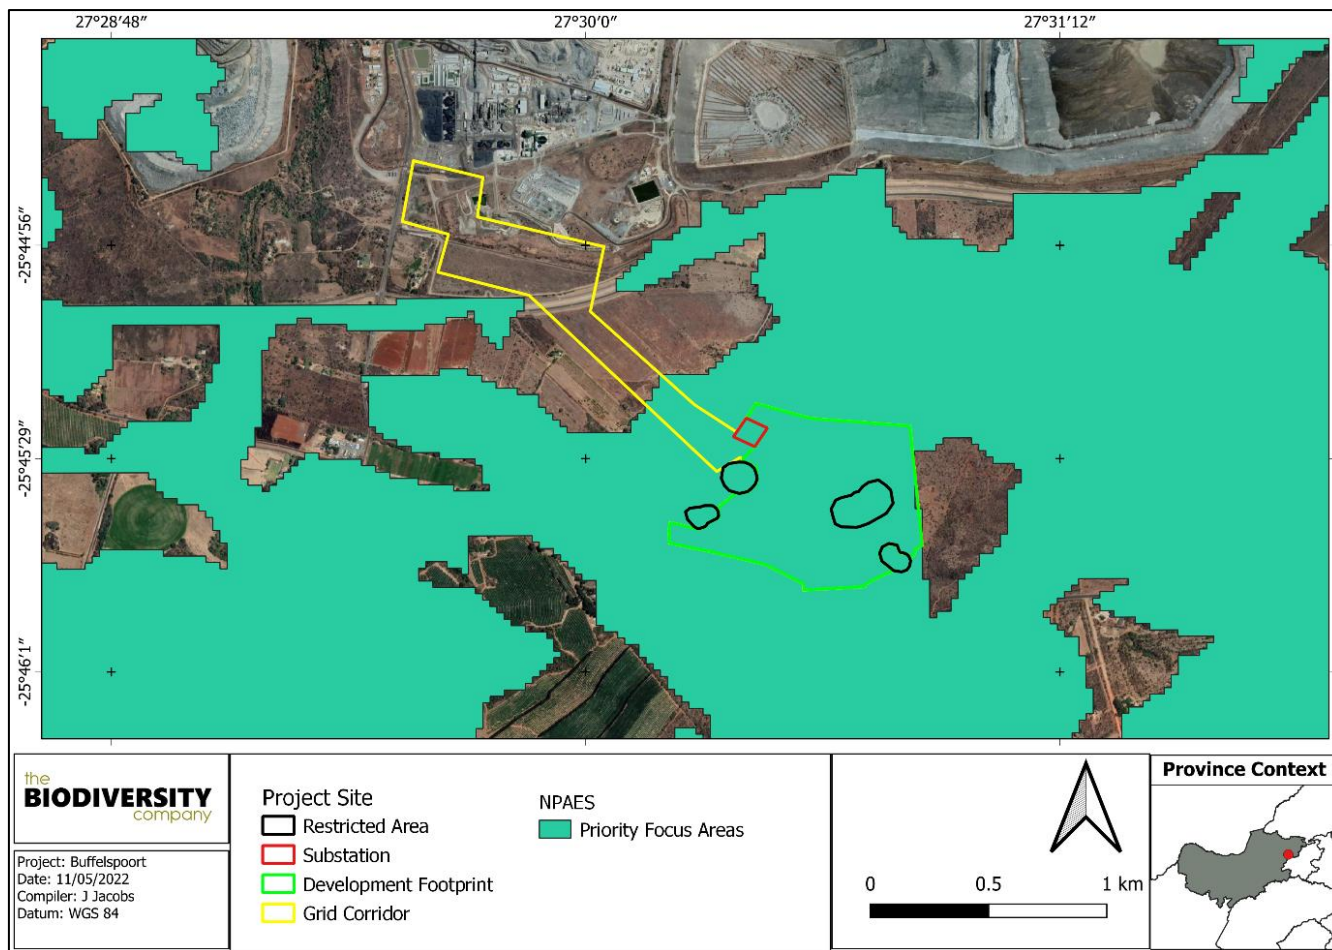 27°28′48″ 27°30′0″ 27°31′12″
-25°44′56″
-25°45′29″
-25°46′1″
the
BIODIVERSITY
company
Project: Buffelspoort
Date: 11/05/2022
Compiler: J Jacobs
Datum: WGS 84
Project Site
Restricted Area
Substation
Development Footprint
Grid Corridor
NPAES
Priority Focus Areas
0 0.5 1 km
Province Context